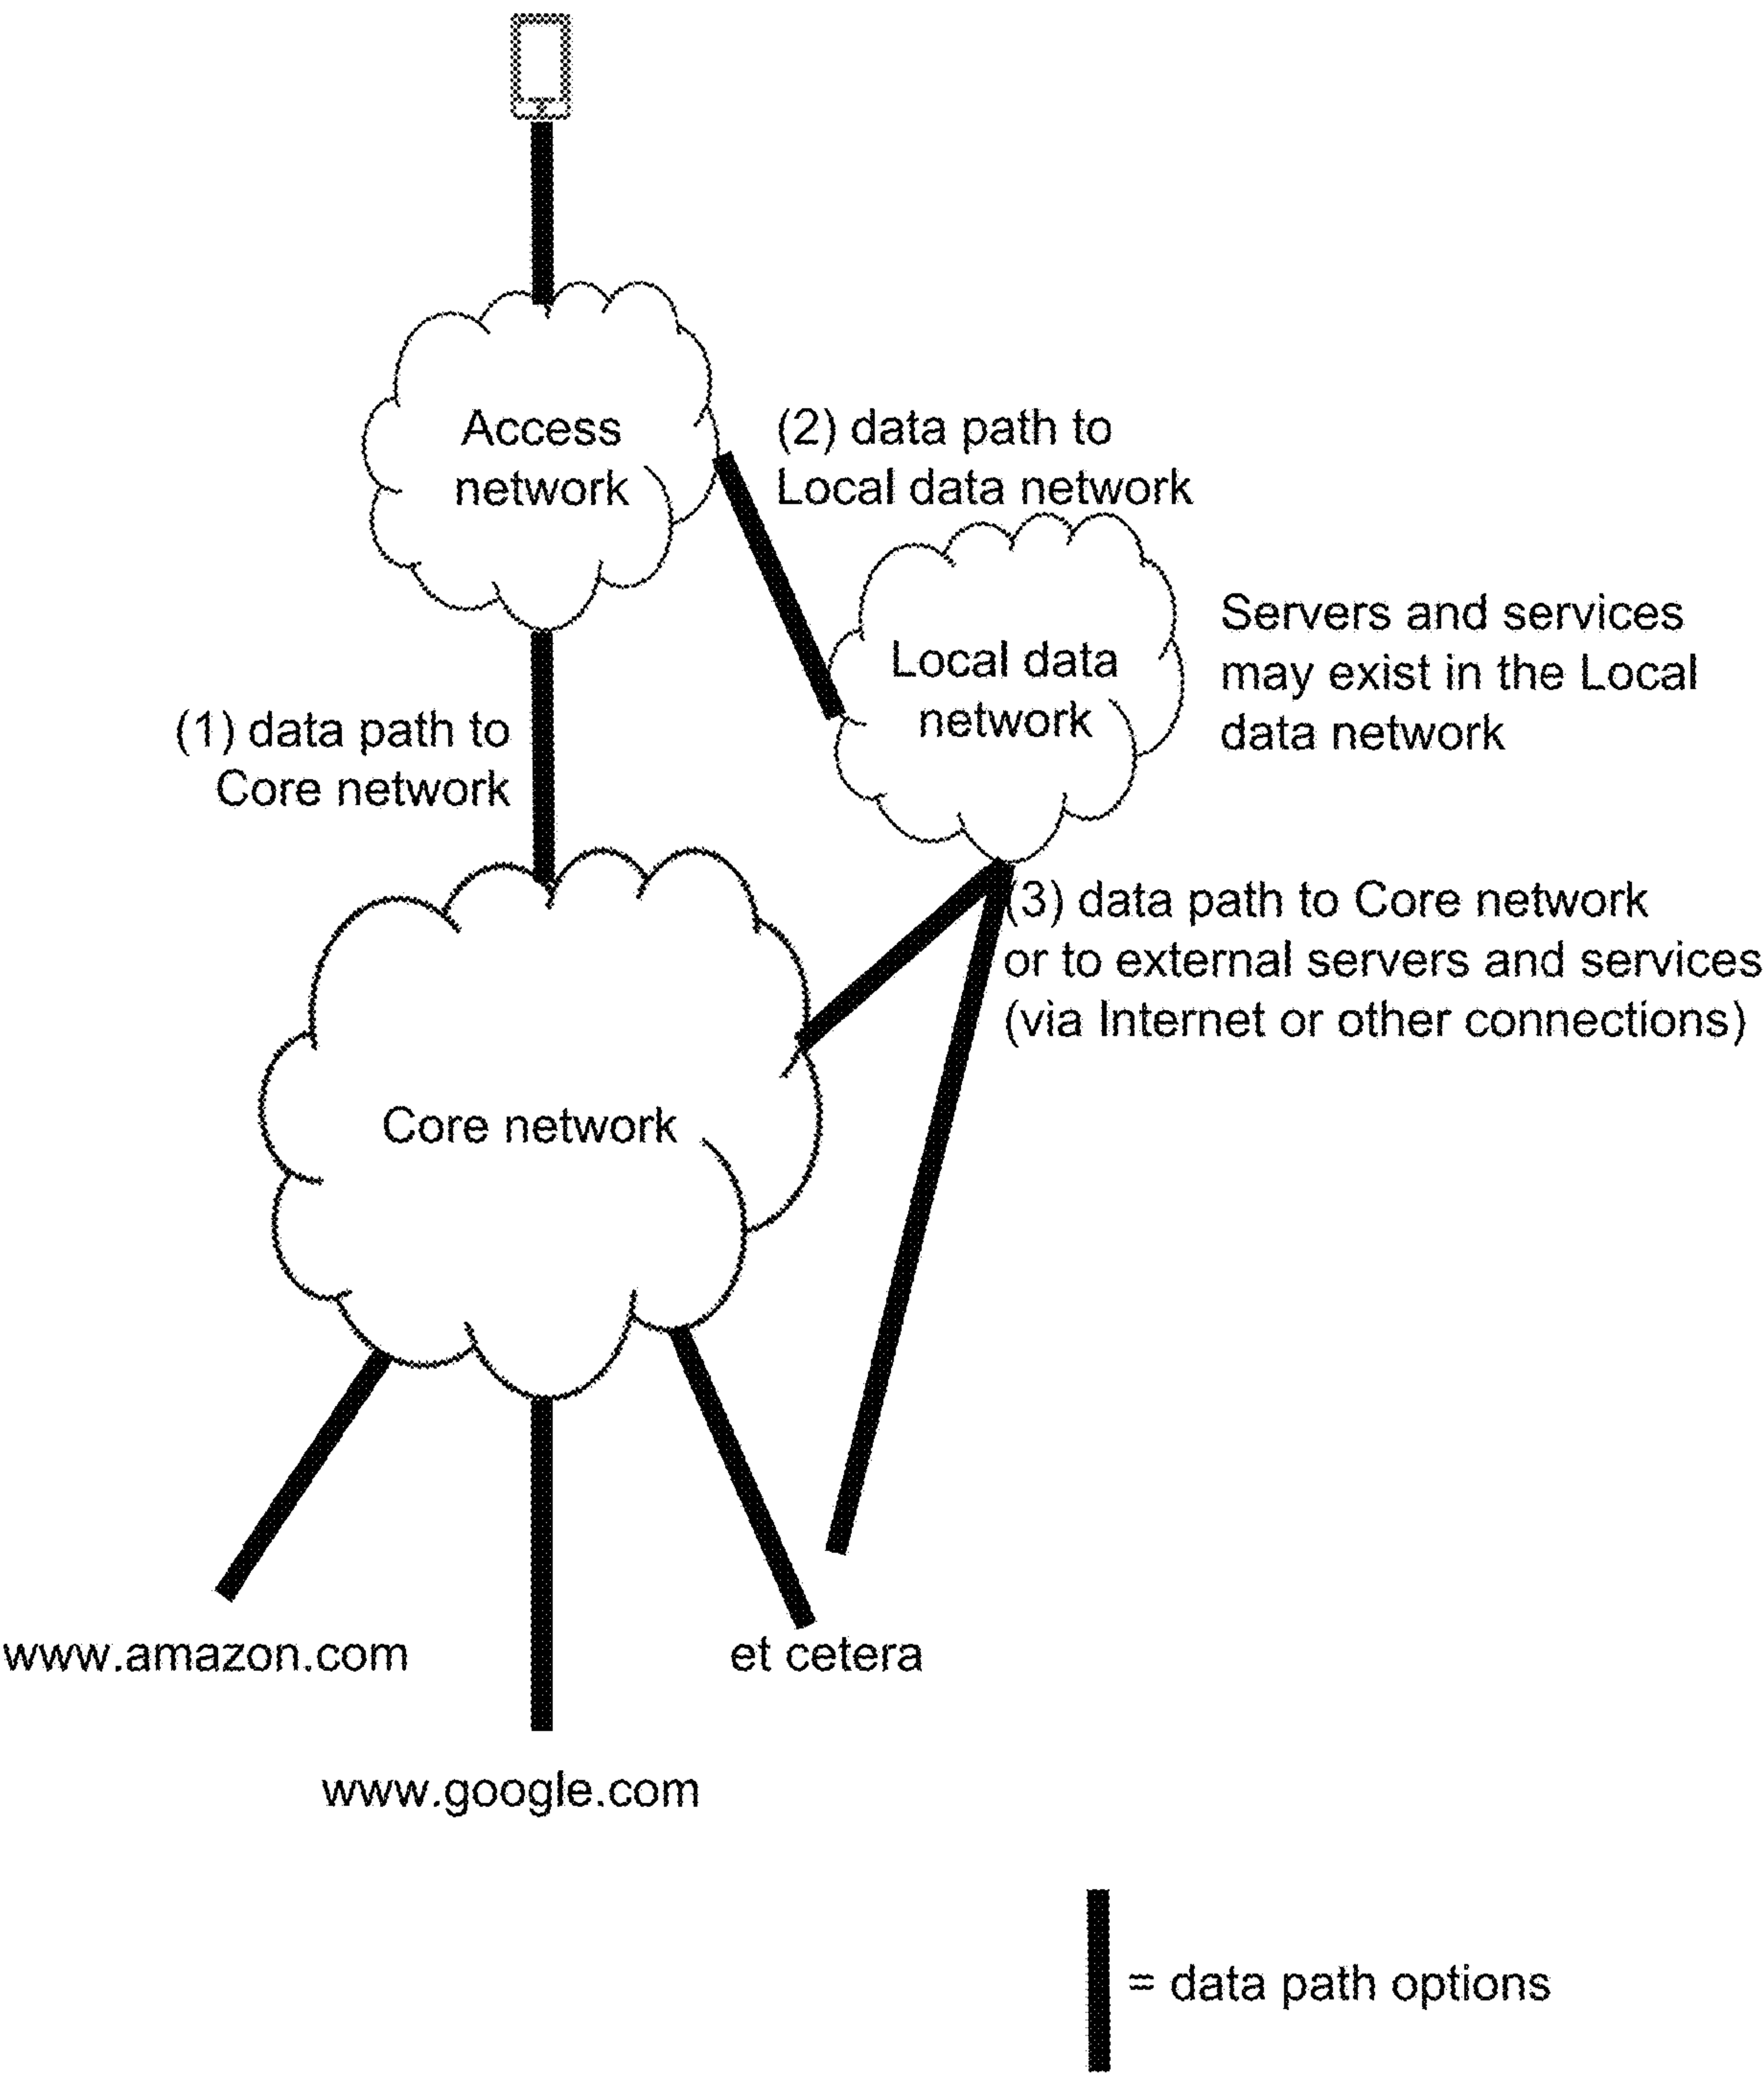 Access
network
(2) data path to
Local data network
Local data
network
Servers and services
may exist in the Local
data network
(1) data path to
Core network
(3) data path to Core network
or to external servers and services
(via Internet or other connections)
Core network
www.amazon.com
et cetera
www.google.com
= data path options